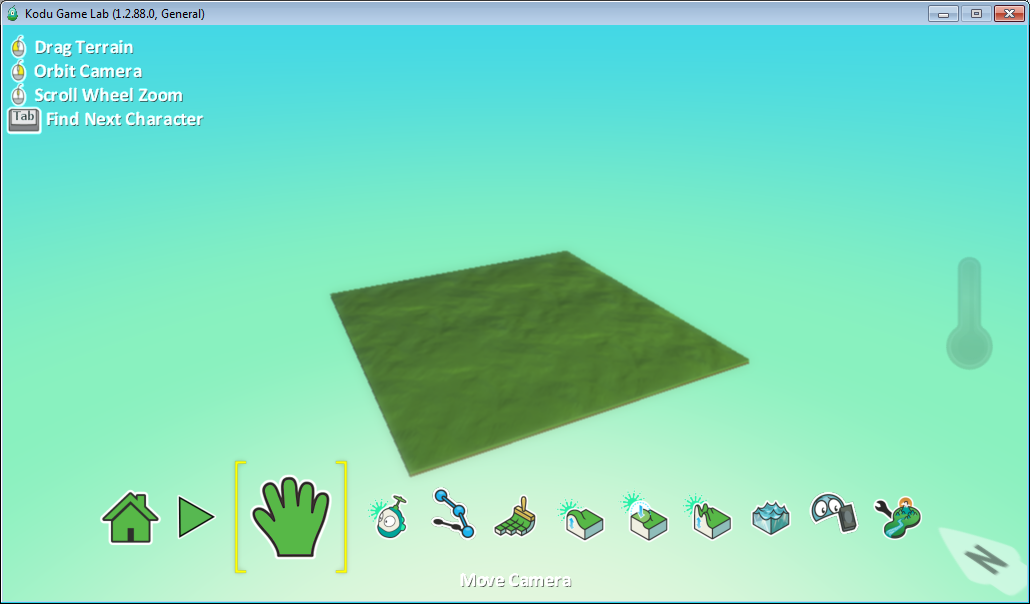 Kodu Game Lab (1.2.88.0, General)
Drag Terrain
Orbit Camera
Scroll Wheel Zoom
Tab Find Next Character
Move Camera
N